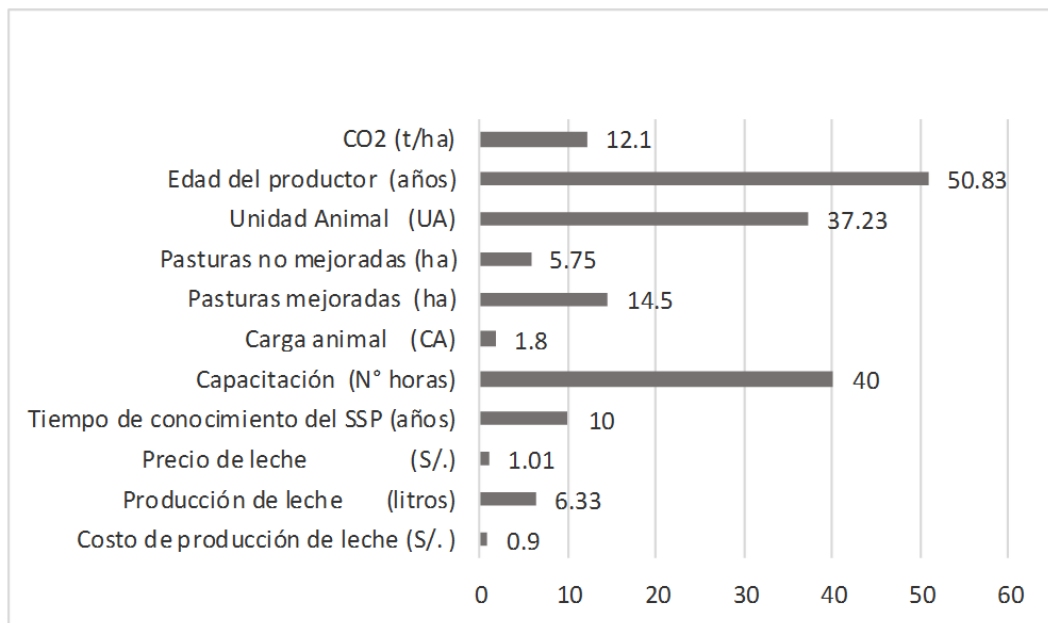 CO2 (t/ha) 12.1
Edad del productor (años) 50.83
Unidad Animal (UA) 37.23
Pasturas no mejoradas (ha) 5.75
Pasturas mejoradas (ha) 14.5
Carga animal (CA) 1.8
Capacitación (N° horas) 40
Tiempo de conocimiento del SSP (años) 10
Precio de leche (S/.) 1.01
Producción de leche (litros) 6.33
Costo de producción de leche (S/. ) 0.9
0 10 20 30 40 50 60